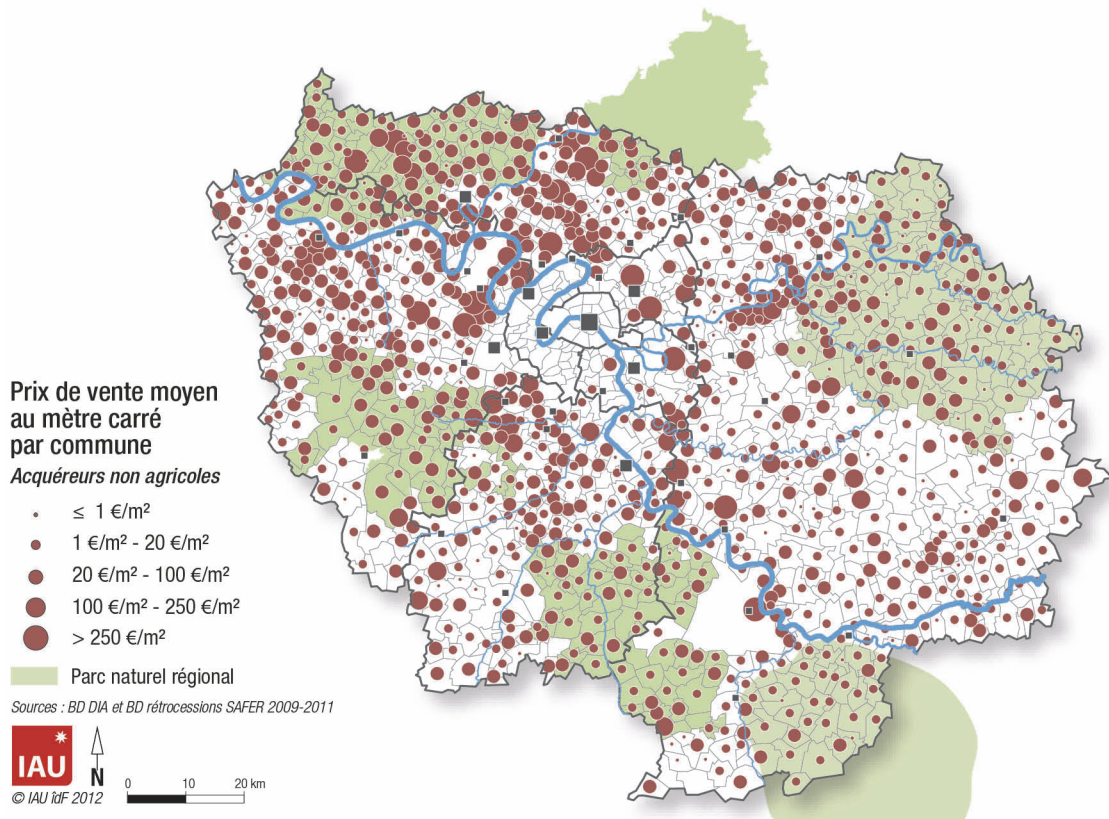 Prix de vente moyen
au mètre carré
par commune
Acquéreurs non agricoles
≤ 1 €/m²
1 €/m² - 20 €/m²
20 €/m² - 100 €/m²
100 €/m² - 250 €/m²
> 250 €/m²
Parc naturel régional
Sources : BD DIA et BD rétrocessions SAFER 2009-2011
IAU
N
© IAU îdF 2012
0 10 20 km